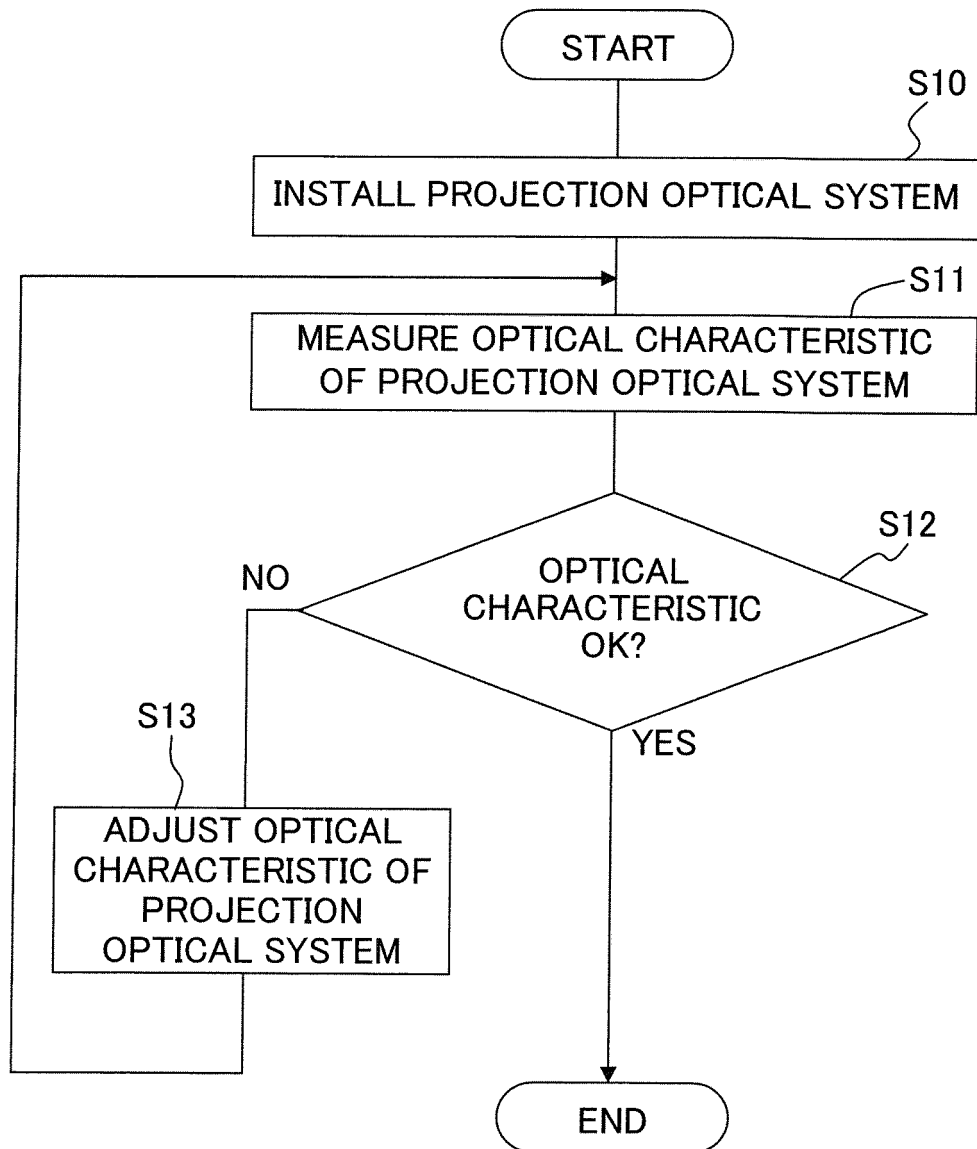 START
S10
INSTALL PROJECTION OPTICAL SYSTEM
S11
MEASURE OPTICAL CHARACTERISTIC
OF PROJECTION OPTICAL SYSTEM
S12
OPTICAL
CHARACTERISTIC
OK?
NO
YES
S13
ADJUST OPTICAL
CHARACTERISTIC OF
PROJECTION
OPTICAL SYSTEM
END